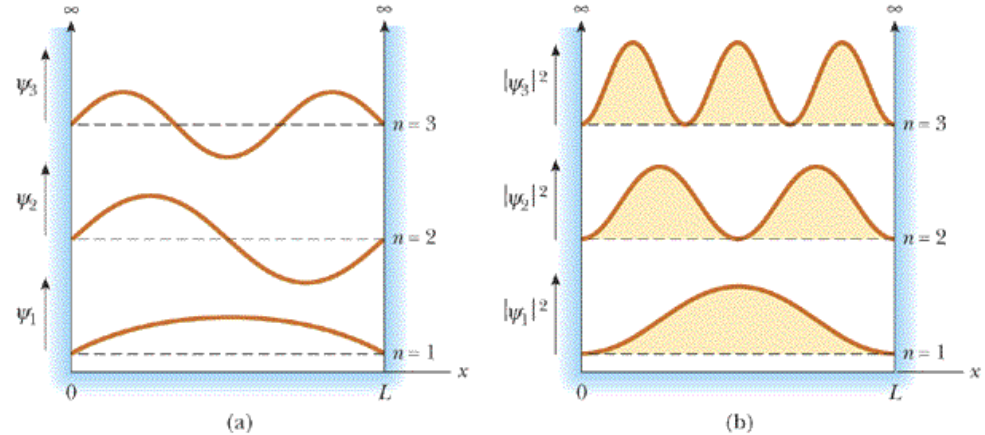 ∞ ∞
ψ₃
n = 3
ψ₂
n = 2
ψ₁
n = 1
x
0 L
(a)
∞ ∞
|ψ₃|²
n = 3
|ψ₂|²
n = 2
|ψ₁|²
n = 1
x
0 L
(b)